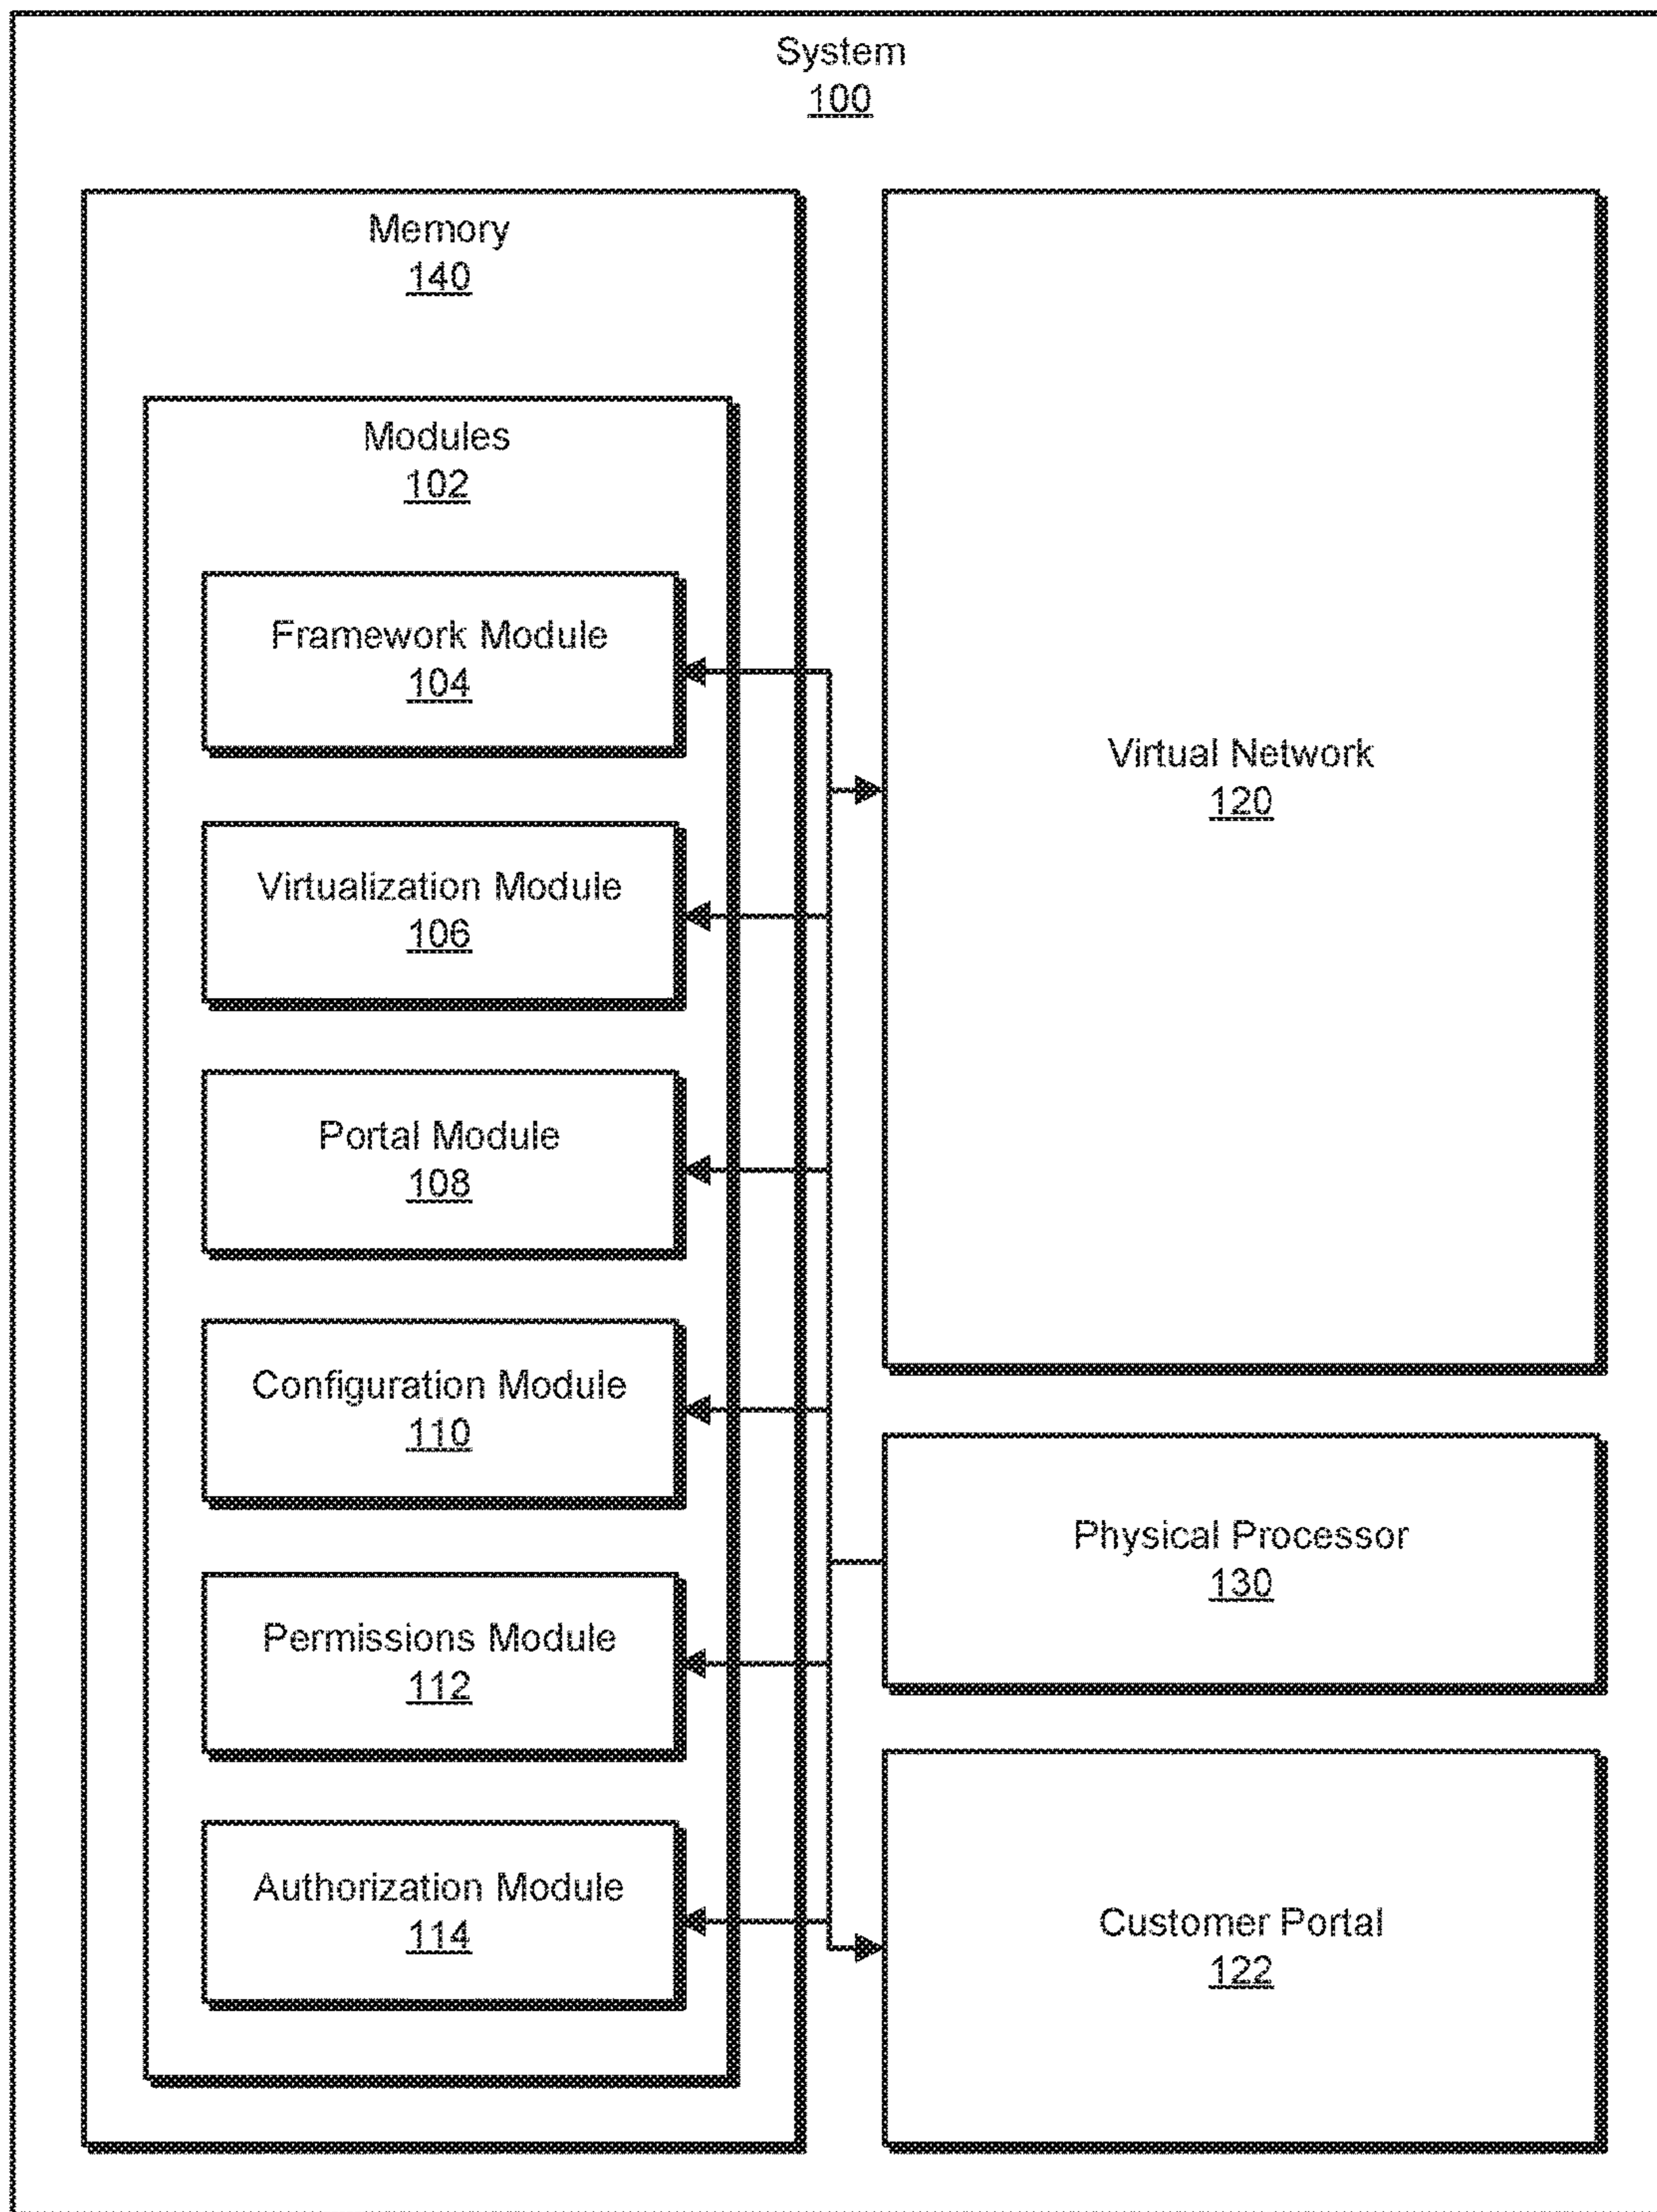 System
100
Memory
140
Modules
102
Framework Module
104
Virtualization Module
106
Portal Module
108
Configuration Module
110
Permissions Module
112
Authorization Module
114
Virtual Network
120
Physical Processor
130
Customer Portal
122